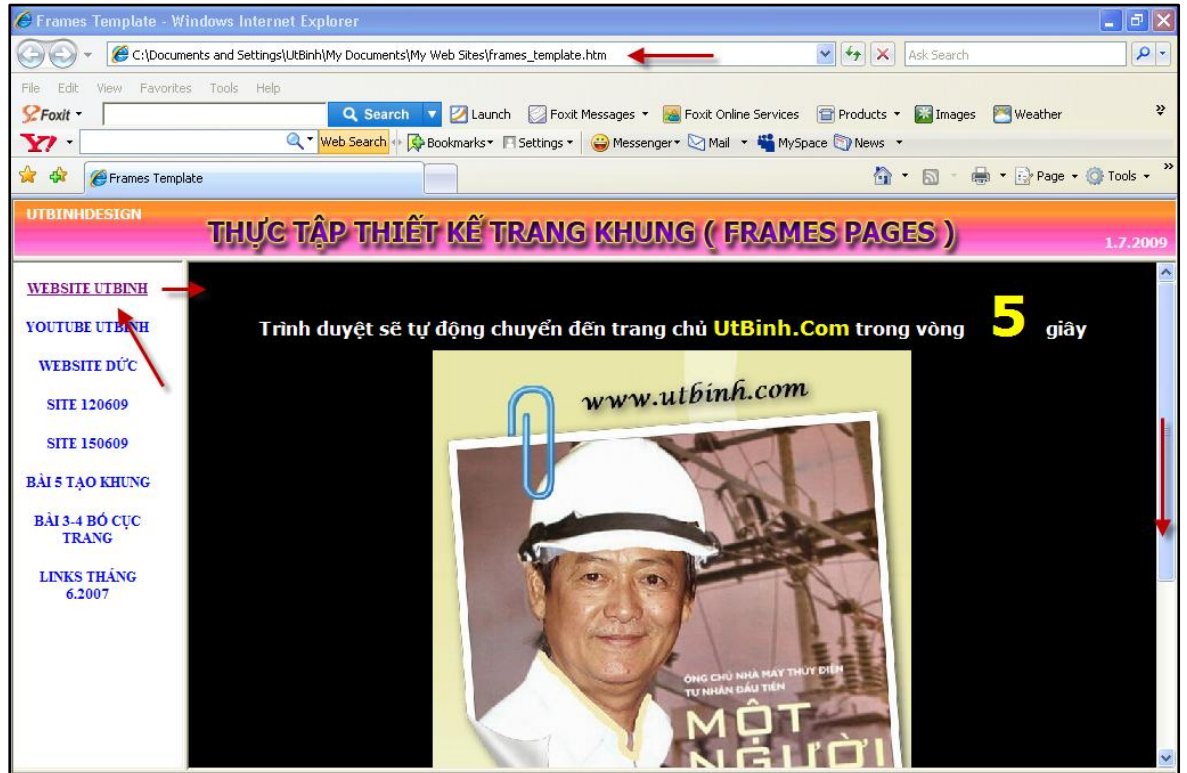 Frames Template - Windows Internet Explorer
C:\Documents and Settings\UtBinh\My Documents\My Web Sites\frames_template.htm
Ask Search
File Edit View Favorites Tools Help
Foxit Search Launch Foxit Messages Foxit Online Services Products Images Weather »
Y! Web Search Bookmarks Settings Messenger Mail MySpace News
Frames Template Page Tools »
UTBINHDESIGN
THỰC TẬP THIẾT KẾ TRANG KHUNG ( FRAMES PAGES )
1.7.2009
WEBSITE UTBINH
YOUTUBE UTBINH
WEBSITE DỨC
SITE 120609
SITE 150609
BÀI 5 TẠO KHUNG
BÀI 3-4 BỐ CỤC
TRANG
LINKS THÁNG
6.2007
Trình duyệt sẽ tự động chuyển đến trang chủ UtBinh.Com trong vòng 5 giây
www.utbinh.com
ÔNG CHỦ NHÀ MÁY THỦY ĐIỆN
TƯ NHÂN ĐẦU TIÊN
MỘT
NGƯỜI